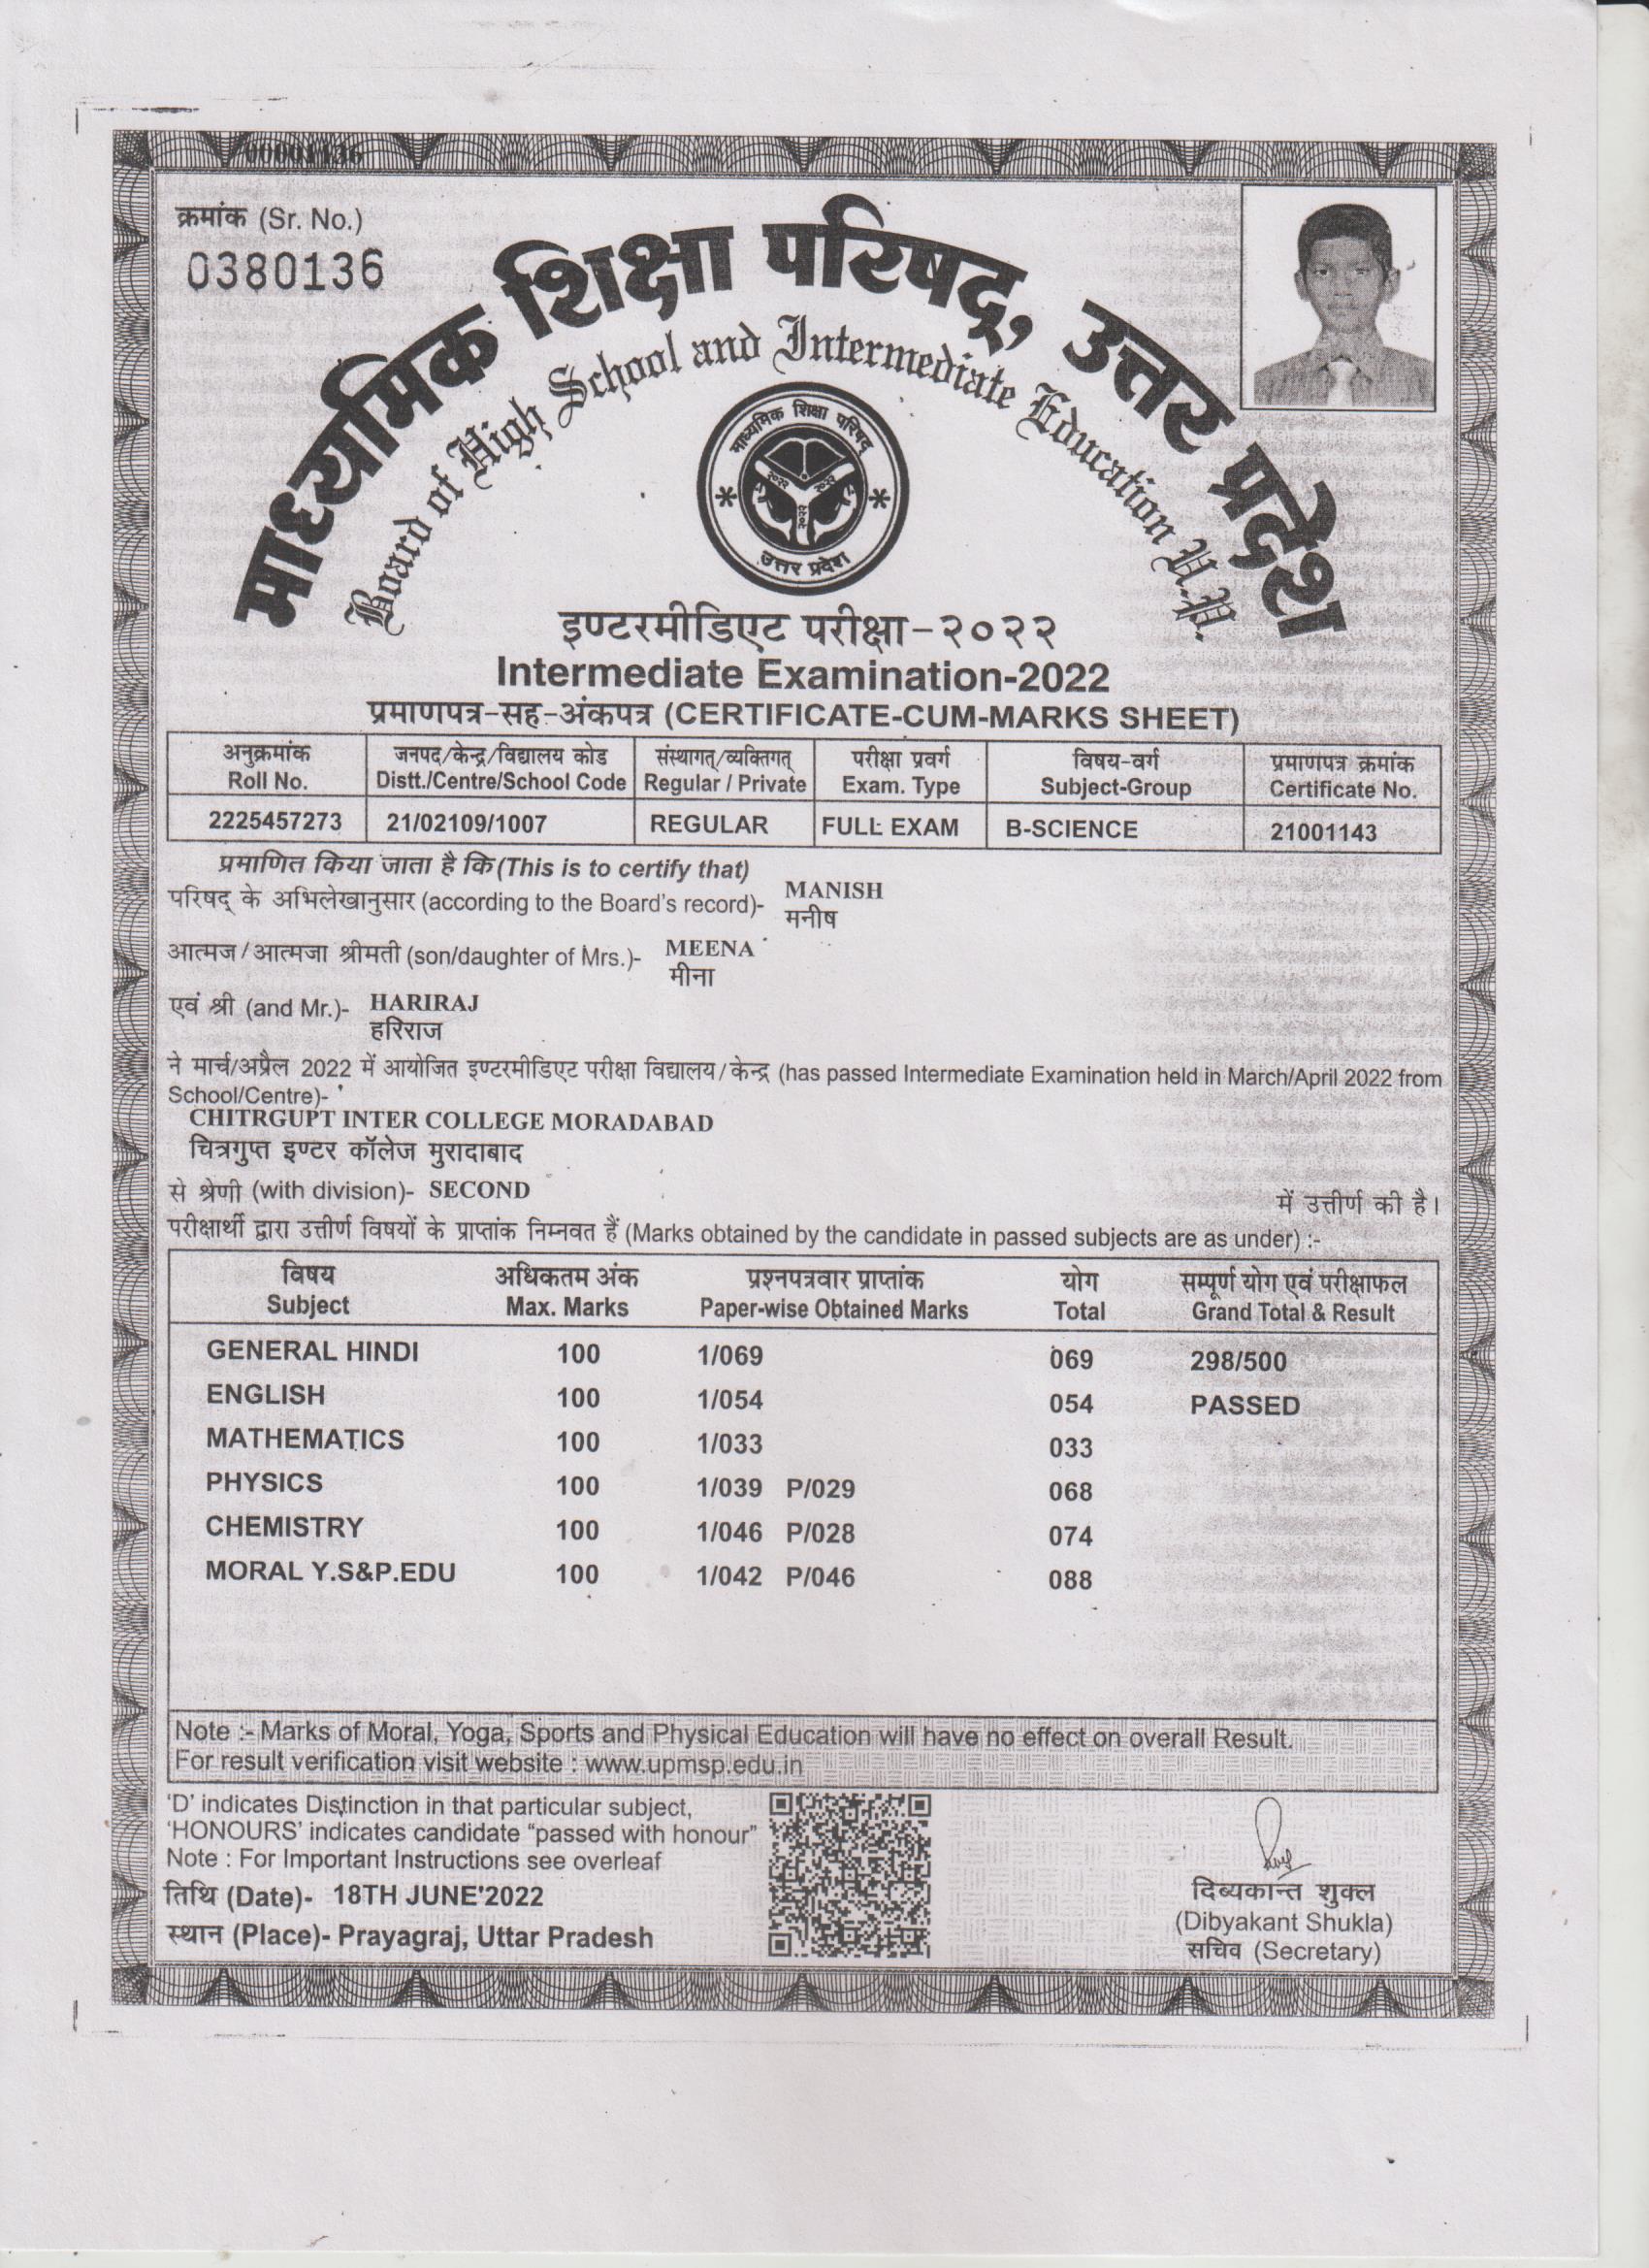 00001136
क्रमांक (Sr. No.)
0380136
माध्यमिक शिक्षा परिषद्, उत्तर प्रदेश
Board of High School and Intermediate Education U.P.
माध्यमिक शिक्षा परिषद्
२०२२ २०२२
२०२२
उत्तर प्रदेश
इण्टरमीडिएट परीक्षा-२०२२
Intermediate Examination-2022
प्रमाणपत्र-सह-अंकपत्र (CERTIFICATE-CUM-MARKS SHEET)
अनुक्रमांक जनपद/केन्द्र/विद्यालय कोड संस्थागत्/व्यक्तिगत् परीक्षा प्रवर्ग विषय-वर्ग प्रमाणपत्र क्रमांक
Roll No. Distt./Centre/School Code Regular / Private Exam. Type Subject-Group Certificate No.
2225457273 21/02109/1007 REGULAR FULL EXAM B-SCIENCE 21001143
प्रमाणित किया जाता है कि (This is to certify that)
परिषद् के अभिलेखानुसार (according to the Board's record)- MANISH
मनीष
आत्मज/आत्मजा श्रीमती (son/daughter of Mrs.)- MEENA
मीना
एवं श्री (and Mr.)- HARIRAJ
हरिराज
ने मार्च/अप्रैल 2022 में आयोजित इण्टरमीडिएट परीक्षा विद्यालय/केन्द्र (has passed Intermediate Examination held in March/April 2022 from
School/Centre)-
CHITRGUPT INTER COLLEGE MORADABAD
चित्रगुप्त इण्टर कॉलेज मुरादाबाद
से श्रेणी (with division)- SECOND में उत्तीर्ण की है।
परीक्षार्थी द्वारा उत्तीर्ण विषयों के प्राप्तांक निम्नवत हैं (Marks obtained by the candidate in passed subjects are as under) :-
विषय अधिकतम अंक प्रश्नपत्रवार प्राप्तांक योग सम्पूर्ण योग एवं परीक्षाफल
Subject Max. Marks Paper-wise Obtained Marks Total Grand Total & Result
GENERAL HINDI 100 1/069 069 298/500
ENGLISH 100 1/054 054 PASSED
MATHEMATICS 100 1/033 033
PHYSICS 100 1/039 P/029 068
CHEMISTRY 100 1/046 P/028 074
MORAL Y.S&P.EDU 100 1/042 P/046 088
Note :- Marks of Moral, Yoga, Sports and Physical Education will have no effect on overall Result.
For result verification visit website : www.upmsp.edu.in
'D' indicates Distinction in that particular subject,
'HONOURS' indicates candidate "passed with honour"
Note : For Important Instructions see overleaf
तिथि (Date)- 18TH JUNE'2022
स्थान (Place)- Prayagraj, Uttar Pradesh
दिब्यकान्त शुक्ल
(Dibyakant Shukla)
सचिव (Secretary)